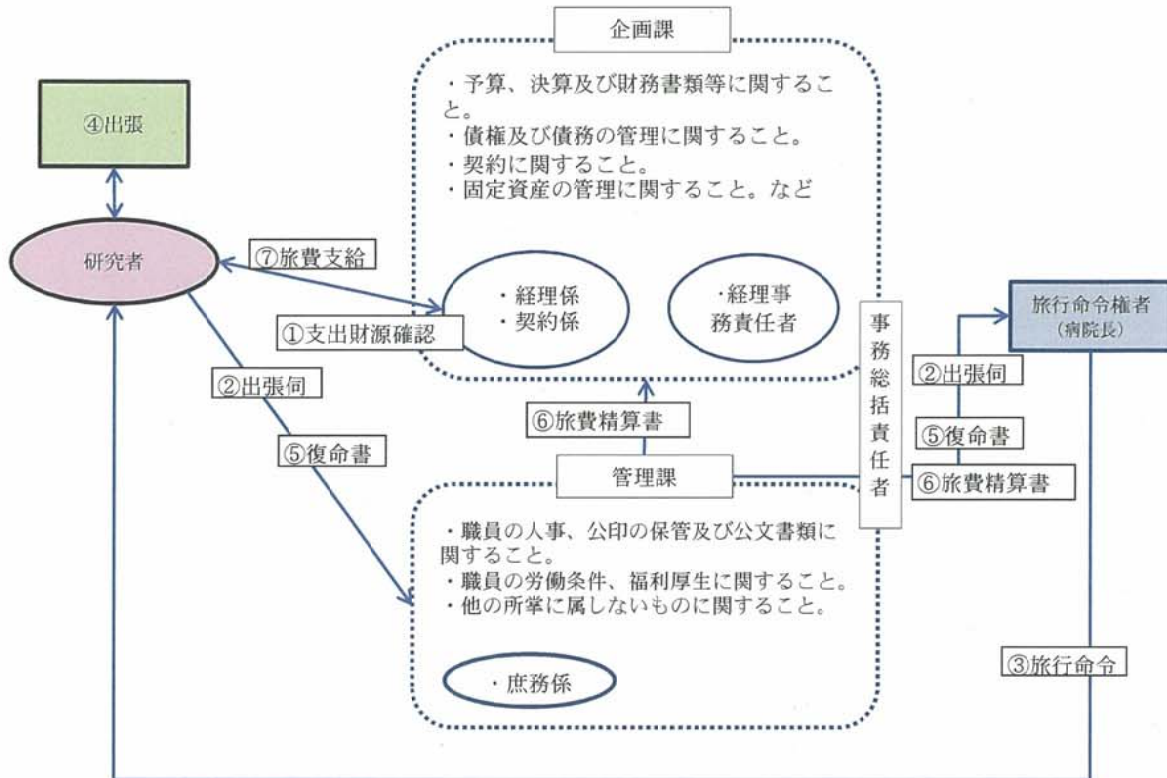 企画課
・予算、決算及び財務書類等に関するこ
と。
・債権及び債務の管理に関すること。
・契約に関すること。
・固定資産の管理に関すること。など
④出張
研究者
⑦旅費支給
①支出財源確認
・経理係
・契約係
・経理事
務責任者
事務総括責任者
旅行命令権者
（病院長）
②出張伺
⑤復命書
②出張伺
⑤復命書
⑥旅費精算書
⑥旅費精算書
管理課
・職員の人事、公印の保管及び公文書類に
関すること。
・職員の労働条件、福利厚生に関すること。
・他の所掌に属しないものに関すること。
・庶務係
③旅行命令